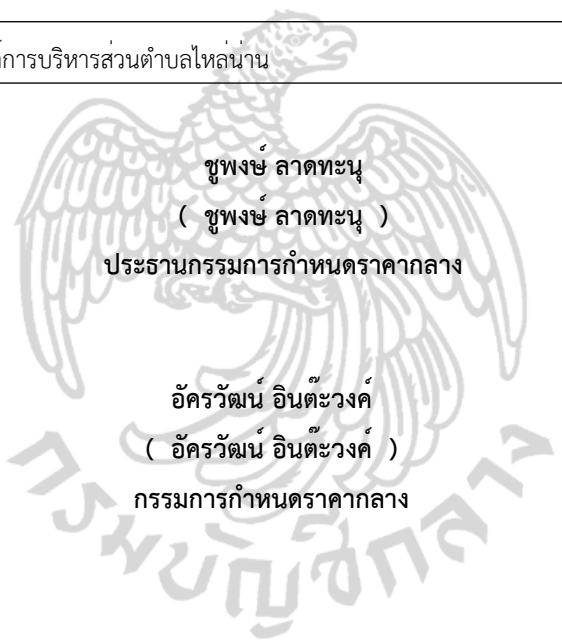 การบริหารส่วนตำบลไหล่น่าน
ชูพงษ์ ลาดทะนุ
( ชูพงษ์ ลาดทะนุ )
ประธานกรรมการกำหนดราคากลาง
อัครวัฒน์ อินต๊ะวงค์
( อัครวัฒน์ อินต๊ะวงค์ )
กรรมการกำหนดราคากลาง
กรมบัญชีกลาง